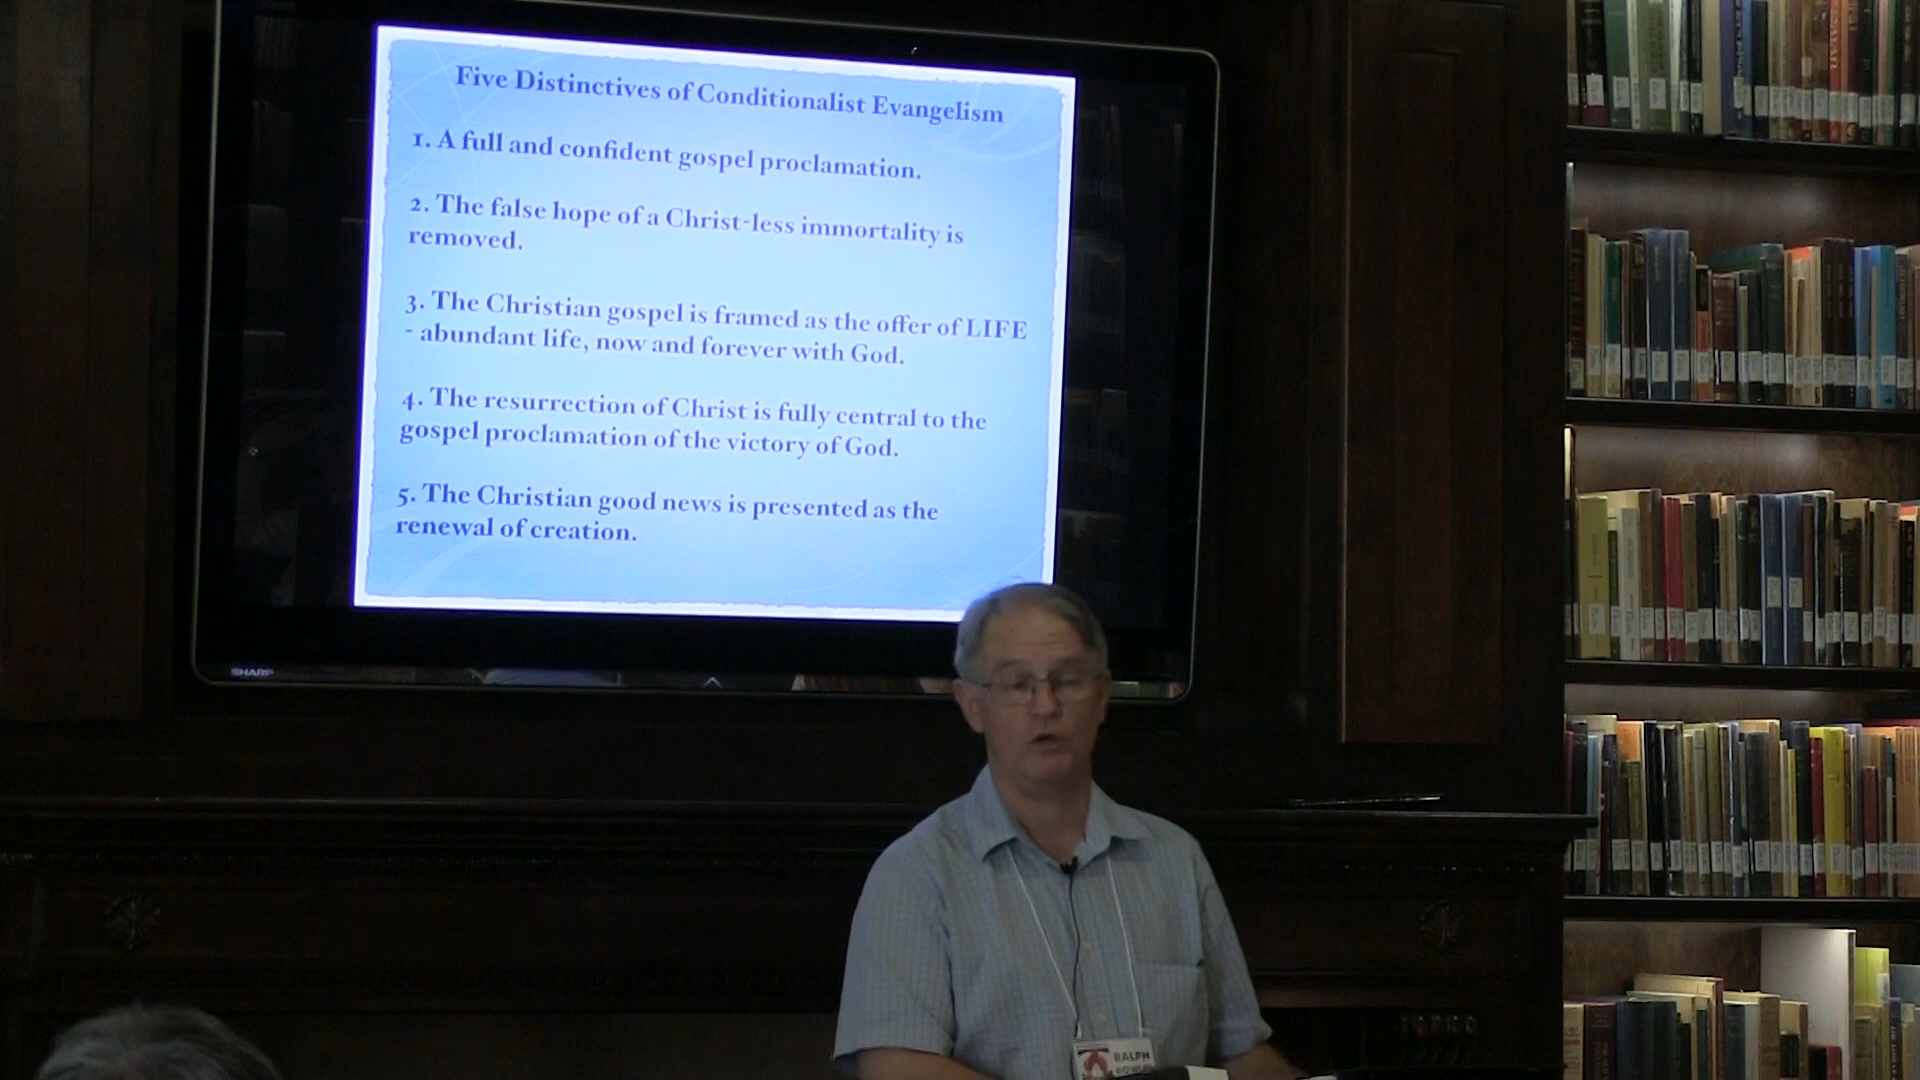 Five Distinctives of Conditionalist Evangelism
1. A full and confident gospel proclamation.
2. The false hope of a Christ-less immortality is
removed.
3. The Christian gospel is framed as the offer of LIFE
- abundant life, now and forever with God.
4. The resurrection of Christ is fully central to the
gospel proclamation of the victory of God.
5. The Christian good news is presented as the
renewal of creation.
SHARP
RALPH